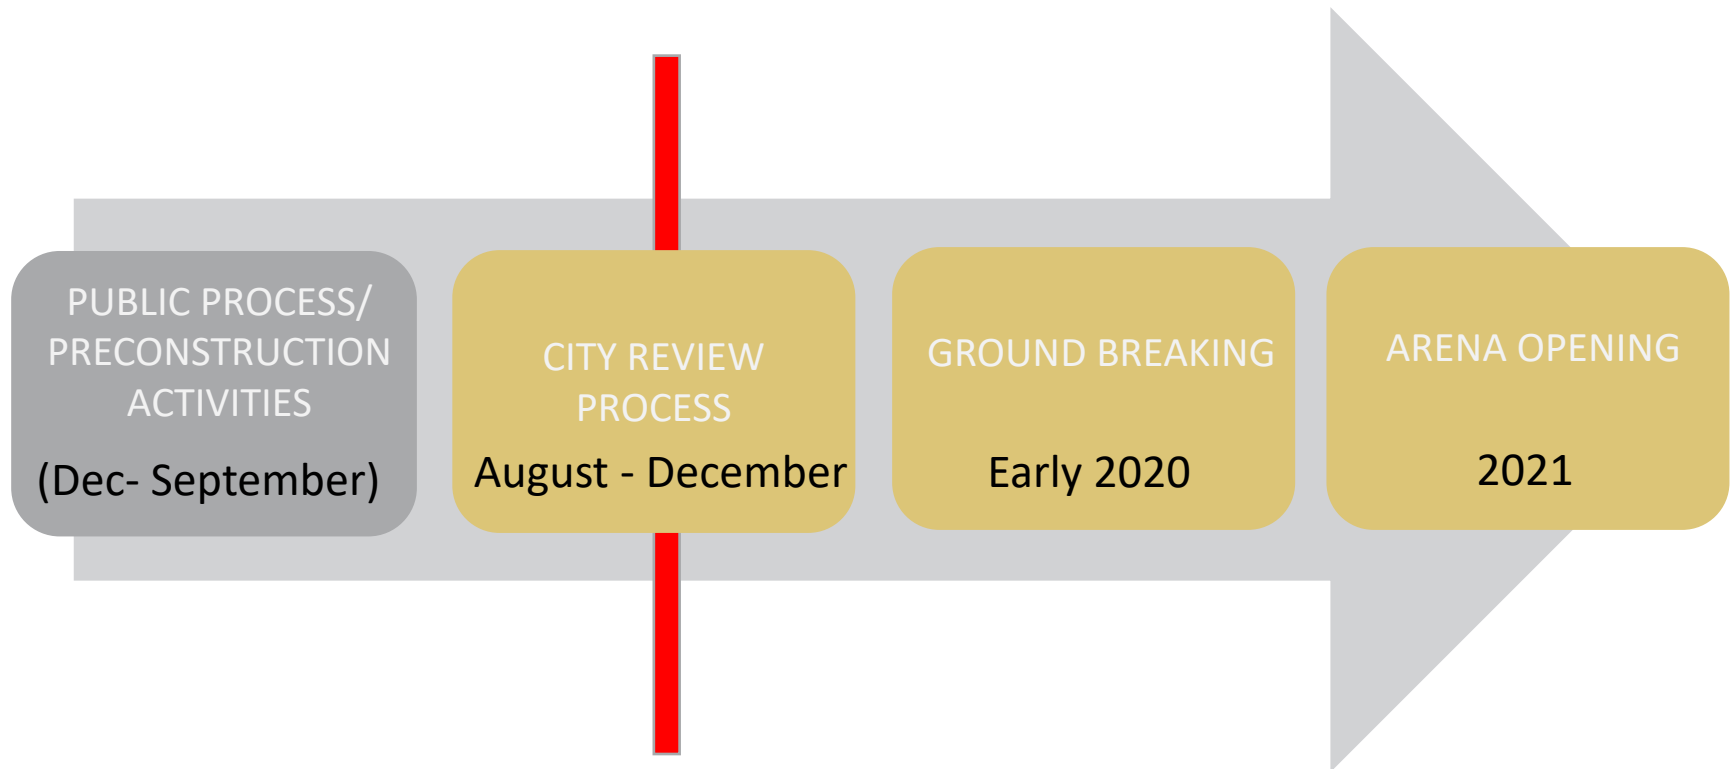 PUBLIC PROCESS/
PRECONSTRUCTION
ACTIVITIES
(Dec- September)
CITY REVIEW
PROCESS
August - December
GROUND BREAKING
Early 2020
ARENA OPENING
2021